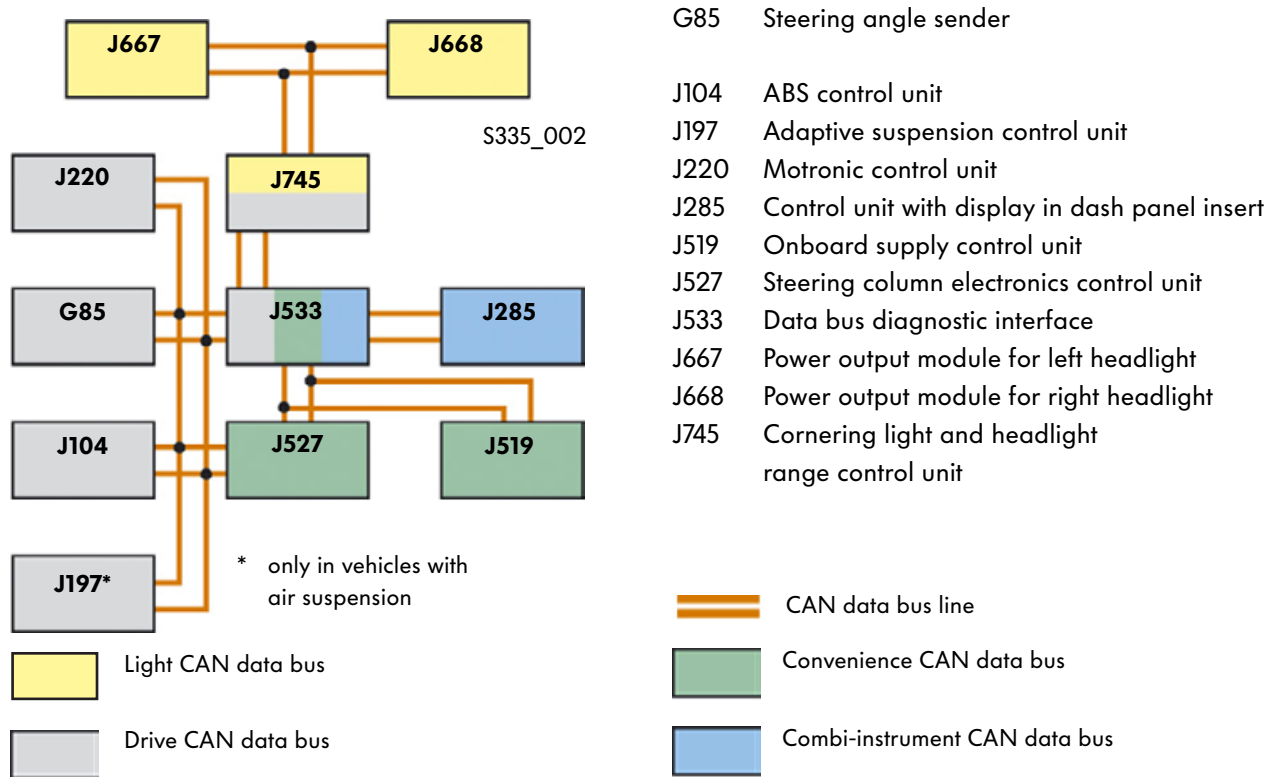 J667
J668
S335_002
J220
J745
G85
J533
J285
J104
J527
J519
J197*
* only in vehicles with
air suspension
Light CAN data bus
Drive CAN data bus
G85 Steering angle sender
J104 ABS control unit
J197 Adaptive suspension control unit
J220 Motronic control unit
J285 Control unit with display in dash panel insert
J519 Onboard supply control unit
J527 Steering column electronics control unit
J533 Data bus diagnostic interface
J667 Power output module for left headlight
J668 Power output module for right headlight
J745 Cornering light and headlight
range control unit
CAN data bus line
Convenience CAN data bus
Combi-instrument CAN data bus